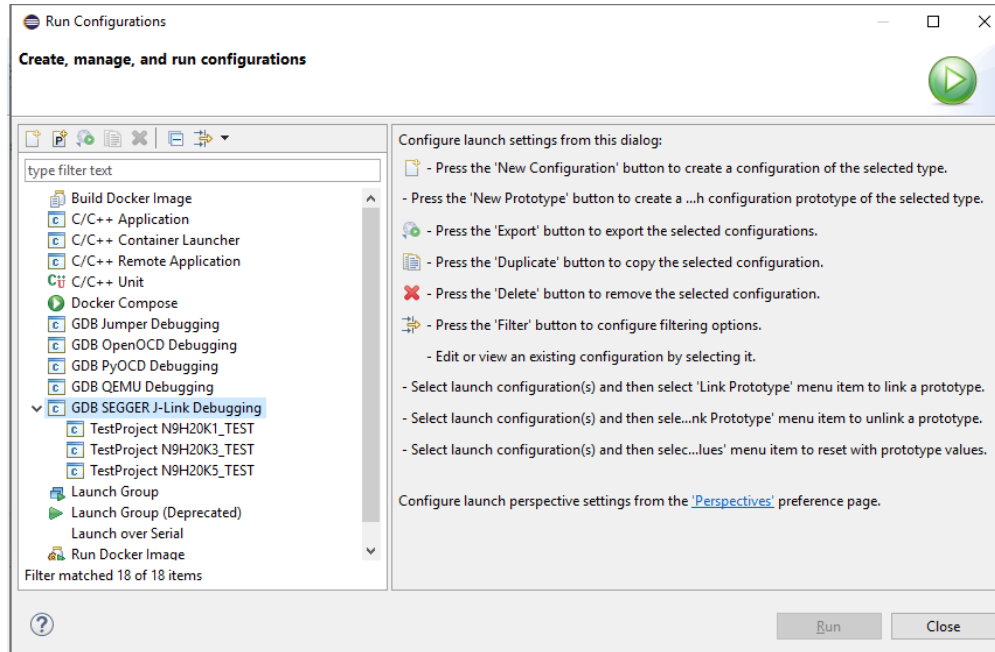 Run Configurations
Create, manage, and run configurations
type filter text
Build Docker Image
C/C++ Application
C/C++ Container Launcher
C/C++ Remote Application
C/C++ Unit
Docker Compose
GDB Jumper Debugging
GDB OpenOCD Debugging
GDB PyOCD Debugging
GDB QEMU Debugging
GDB SEGGER J-Link Debugging
TestProject N9H20K1_TEST
TestProject N9H20K3_TEST
TestProject N9H20K5_TEST
Launch Group
Launch Group (Deprecated)
Launch over Serial
Run Docker Image
Filter matched 18 of 18 items
Configure launch settings from this dialog:
- Press the 'New Configuration' button to create a configuration of the selected type.
- Press the 'New Prototype' button to create a ...h configuration prototype of the selected type.
- Press the 'Export' button to export the selected configurations.
- Press the 'Duplicate' button to copy the selected configuration.
- Press the 'Delete' button to remove the selected configuration.
- Press the 'Filter' button to configure filtering options.
- Edit or view an existing configuration by selecting it.
- Select launch configuration(s) and then select 'Link Prototype' menu item to link a prototype.
- Select launch configuration(s) and then sele...nk Prototype' menu item to unlink a prototype.
- Select launch configuration(s) and then selec...lues' menu item to reset with prototype values.
Configure launch perspective settings from the 'Perspectives' preference page.
Run
Close